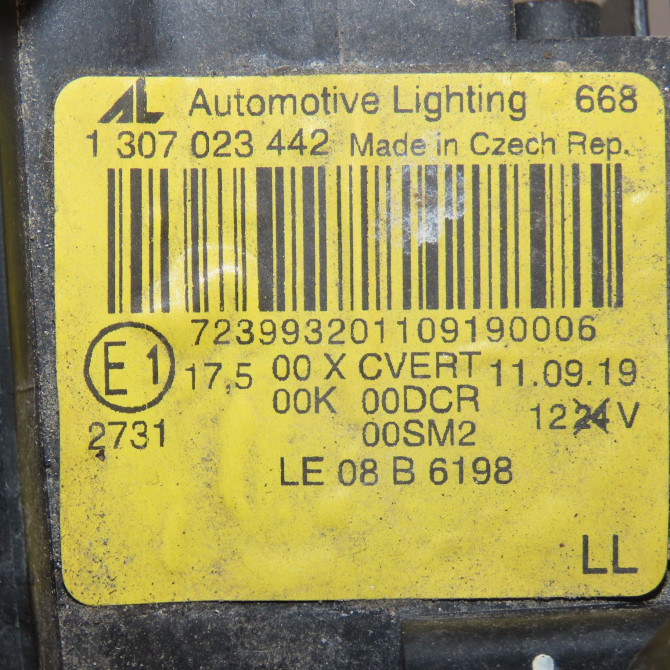 AL Automotive Lighting 668
1 307 023 442 Made in Czech Rep.
723993201109190006
E1 17,5 00 X CVERT 11.09.19
00K 00DCR
2731 00SM2 12 24 V
LE 08 B 6198
LL